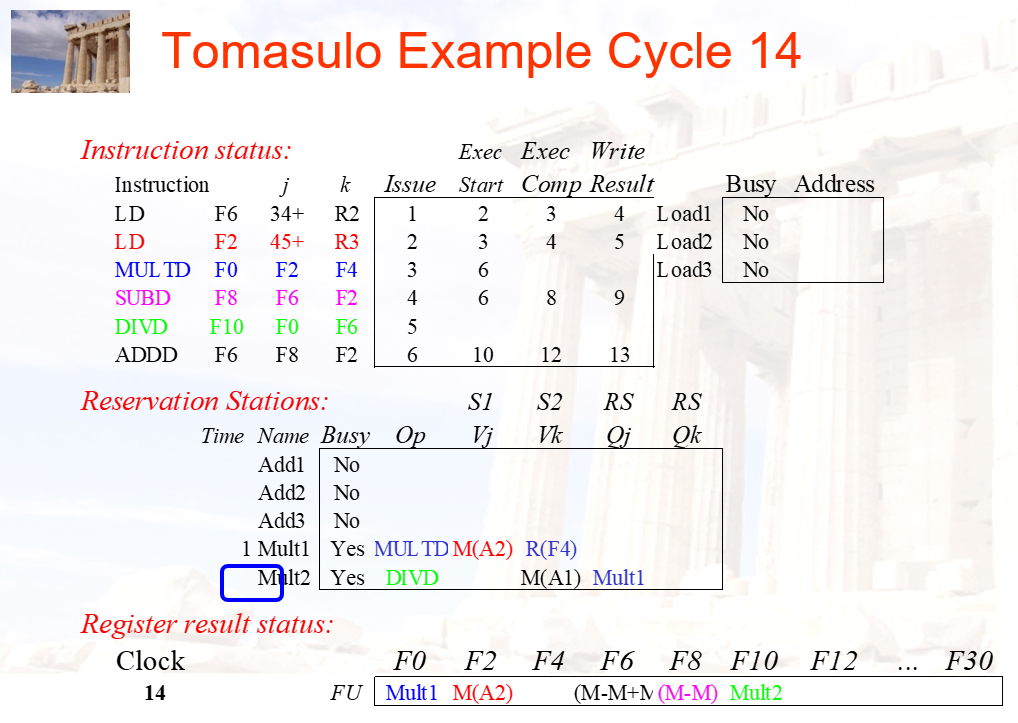 Tomasulo Example Cycle 14
Instruction status: Exec Exec Write
Instruction j k Issue Start Comp Result Busy Address
LD F6 34+ R2 1 2 3 4 Load1 No
LD F2 45+ R3 2 3 4 5 Load2 No
MULTD F0 F2 F4 3 6 Load3 No
SUBD F8 F6 F2 4 6 8 9
DIVD F10 F0 F6 5
ADDD F6 F8 F2 6 10 12 13
Reservation Stations: S1 S2 RS RS
Time Name Busy Op Vj Vk Qj Qk
Add1 No
Add2 No
Add3 No
1 Mult1 Yes MULTD M(A2) R(F4)
Mult2 Yes DIVD M(A1) Mult1
Register result status:
Clock F0 F2 F4 F6 F8 F10 F12 ... F30
14 FU Mult1 M(A2) (M-M+M (M-M) Mult2